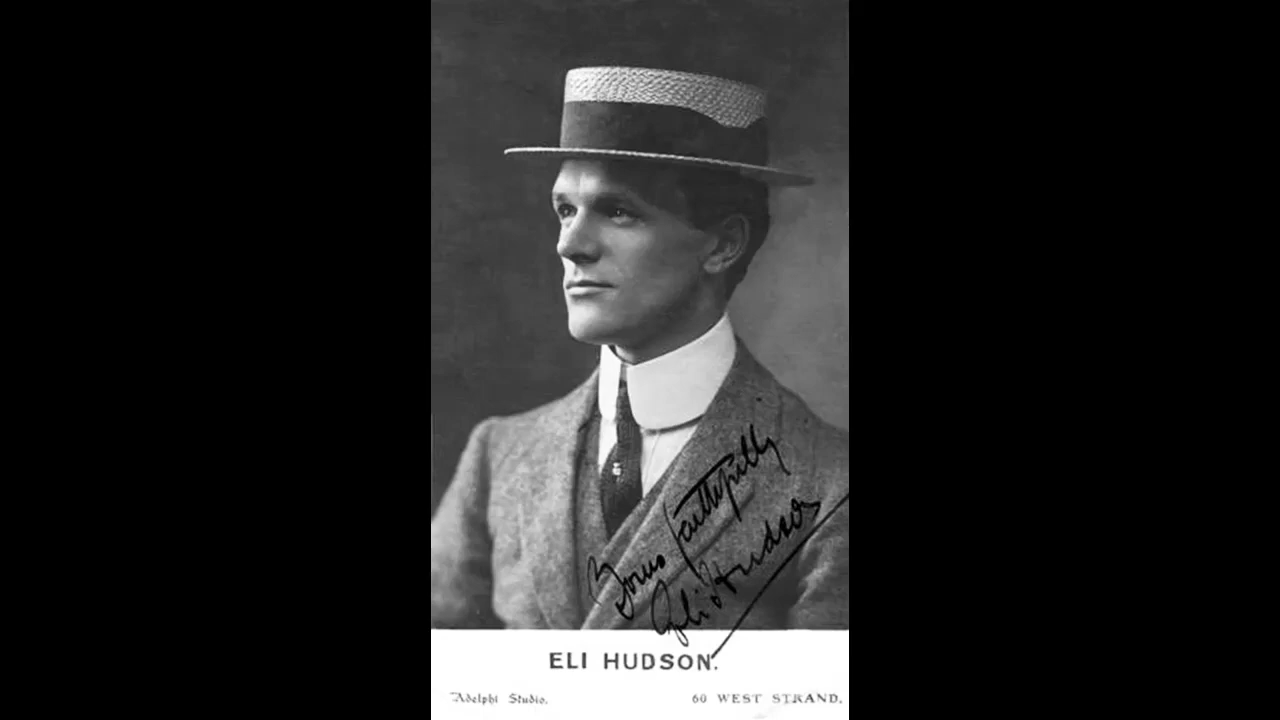 Yours faithfully
Eli Hudson
ELI HUDSON.
Adelphi Studio.
60 WEST STRAND.